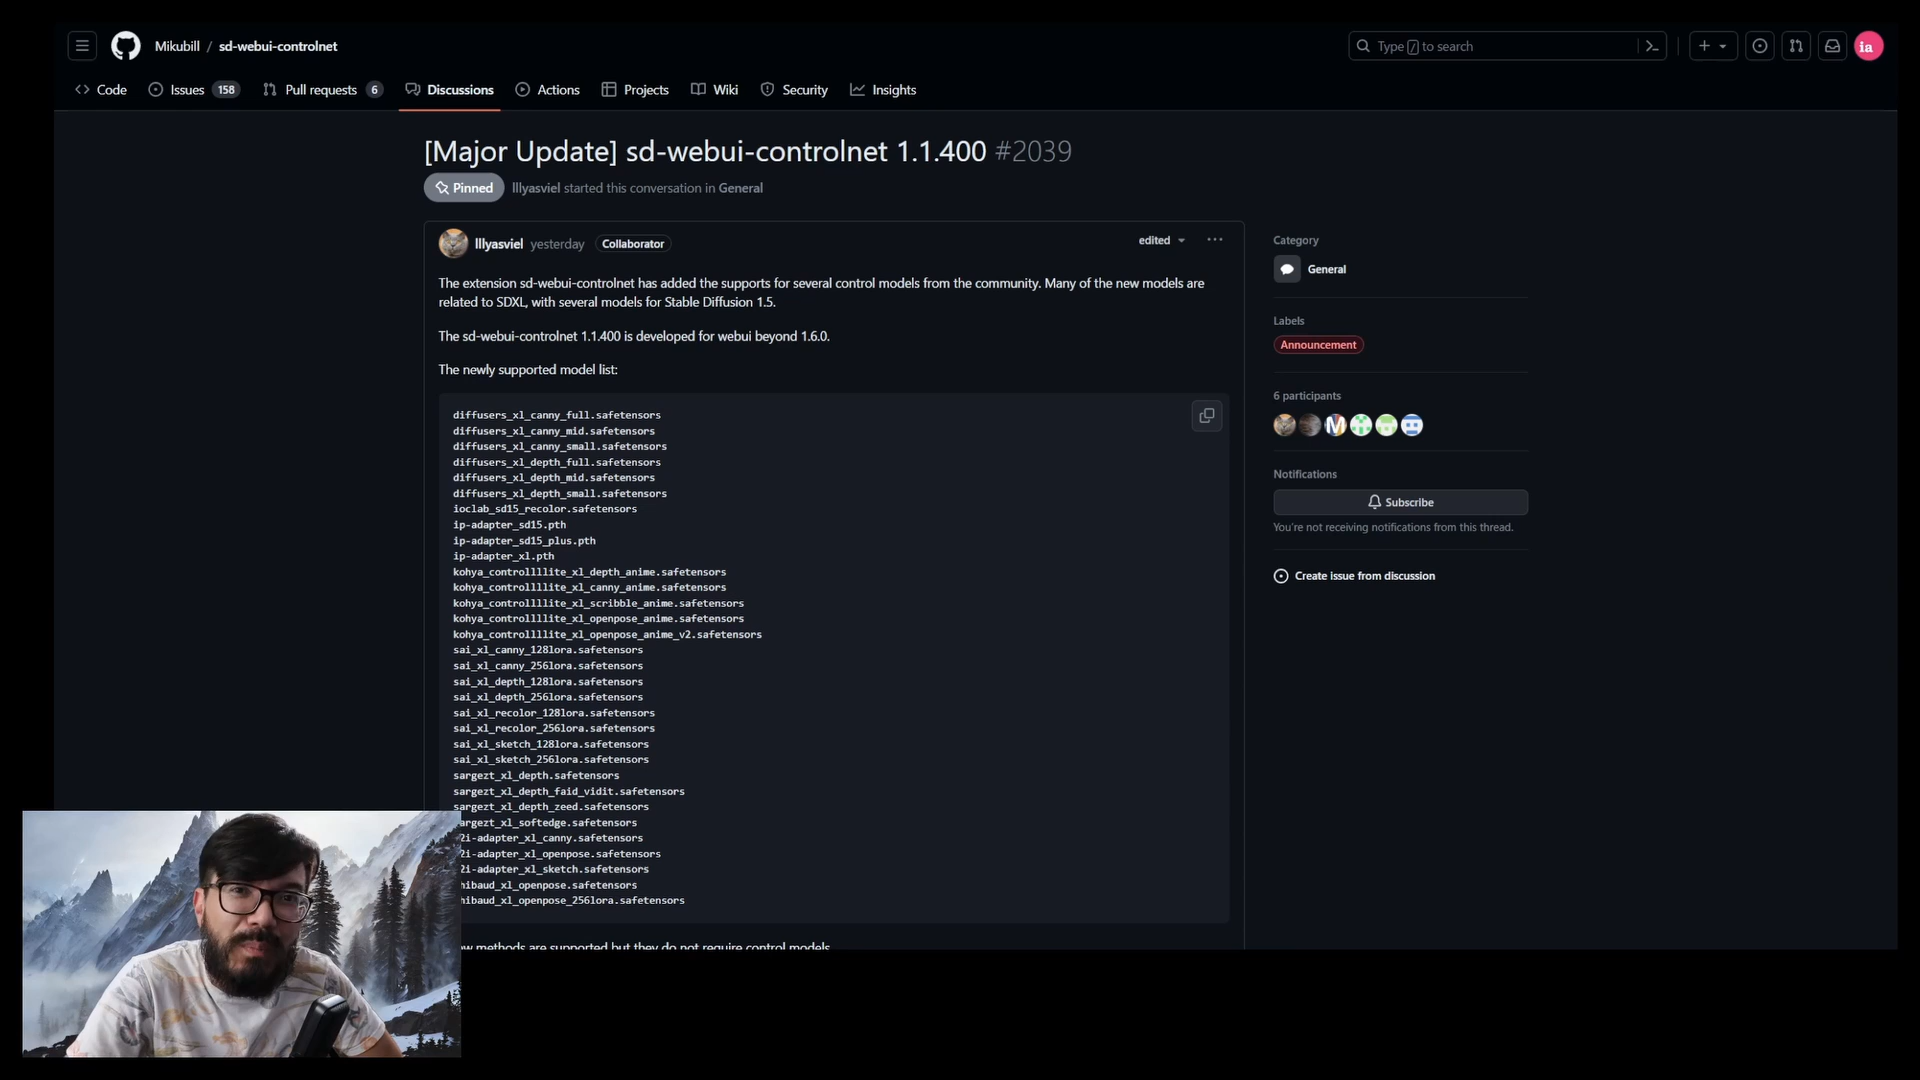 Mikubill / sd-webui-controlnet
Type / to search
ia
Code
Issues 158
Pull requests 6
Discussions
Actions
Projects
Wiki
Security
Insights
[Major Update] sd-webui-controlnet 1.1.400 #2039
Pinned
lllyasviel started this conversation in General
lllyasviel yesterday Collaborator
edited
The extension sd-webui-controlnet has added the supports for several control models from the community. Many of the new models are
related to SDXL, with several models for Stable Diffusion 1.5.
The sd-webui-controlnet 1.1.400 is developed for webui beyond 1.6.0.
The newly supported model list:
diffusers_xl_canny_full.safetensors
diffusers_xl_canny_mid.safetensors
diffusers_xl_canny_small.safetensors
diffusers_xl_depth_full.safetensors
diffusers_xl_depth_mid.safetensors
diffusers_xl_depth_small.safetensors
ioclab_sd15_recolor.safetensors
ip-adapter_sd15.pth
ip-adapter_sd15_plus.pth
ip-adapter_xl.pth
kohya_controllllite_xl_depth_anime.safetensors
kohya_controllllite_xl_canny_anime.safetensors
kohya_controllllite_xl_scribble_anime.safetensors
kohya_controllllite_xl_openpose_anime.safetensors
kohya_controllllite_xl_openpose_anime_v2.safetensors
sai_xl_canny_128lora.safetensors
sai_xl_canny_256lora.safetensors
sai_xl_depth_128lora.safetensors
sai_xl_depth_256lora.safetensors
sai_xl_recolor_128lora.safetensors
sai_xl_recolor_256lora.safetensors
sai_xl_sketch_128lora.safetensors
sai_xl_sketch_256lora.safetensors
sargezt_xl_depth.safetensors
sargezt_xl_depth_faid_vidit.safetensors
sargezt_xl_depth_zeed.safetensors
argezt_xl_softedge.safetensors
2i-adapter_xl_canny.safetensors
2i-adapter_xl_openpose.safetensors
2i-adapter_xl_sketch.safetensors
hibaud_xl_openpose.safetensors
hibaud_xl_openpose_256lora.safetensors
methods are supported but they do not require control models
Category
General
Labels
Announcement
6 participants
M
Notifications
Subscribe
You're not receiving notifications from this thread.
Create issue from discussion